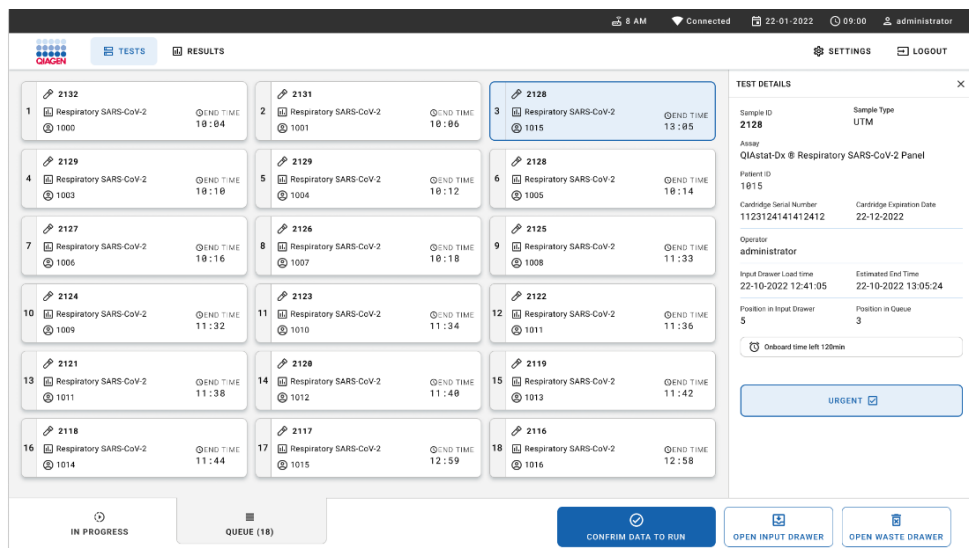 8 AM Connected 22-01-2022 09:00 administrator
QIAGEN TESTS RESULTS SETTINGS LOGOUT
1 2132
Respiratory SARS-CoV-2
1000
END TIME
10:04
2 2131
Respiratory SARS-CoV-2
1001
END TIME
10:06
3 2128
Respiratory SARS-CoV-2
1015
END TIME
13:05
4 2129
Respiratory SARS-CoV-2
1003
END TIME
10:10
5 2129
Respiratory SARS-CoV-2
1004
END TIME
10:12
6 2128
Respiratory SARS-CoV-2
1005
END TIME
10:14
7 2127
Respiratory SARS-CoV-2
1006
END TIME
10:16
8 2126
Respiratory SARS-CoV-2
1007
END TIME
10:18
9 2125
Respiratory SARS-CoV-2
1008
END TIME
11:33
10 2124
Respiratory SARS-CoV-2
1009
END TIME
11:32
11 2123
Respiratory SARS-CoV-2
1010
END TIME
11:34
12 2122
Respiratory SARS-CoV-2
1011
END TIME
11:36
13 2121
Respiratory SARS-CoV-2
1011
END TIME
11:38
14 2120
Respiratory SARS-CoV-2
1012
END TIME
11:40
15 2119
Respiratory SARS-CoV-2
1013
END TIME
11:42
16 2118
Respiratory SARS-CoV-2
1014
END TIME
11:44
17 2117
Respiratory SARS-CoV-2
1015
END TIME
12:59
18 2116
Respiratory SARS-CoV-2
1016
END TIME
12:58
TEST DETAILS
Sample ID Sample Type
2128 UTM
Assay
QIAstat-Dx ® Respiratory SARS-CoV-2 Panel
Patient ID
1015
Cardridge Serial Number Cardridge Expiration Date
1123124141412412 22-12-2022
Operator
administrator
Input Drawer Load time Estimated End Time
22-10-2022 12:41:05 22-10-2022 13:05:24
Position in Input Drawer Position in Queue
5 3
Onboard time left 120min
URGENT
IN PROGRESS
QUEUE (18)
CONFRIM DATA TO RUN
OPEN INPUT DRAWER
OPEN WASTE DRAWER